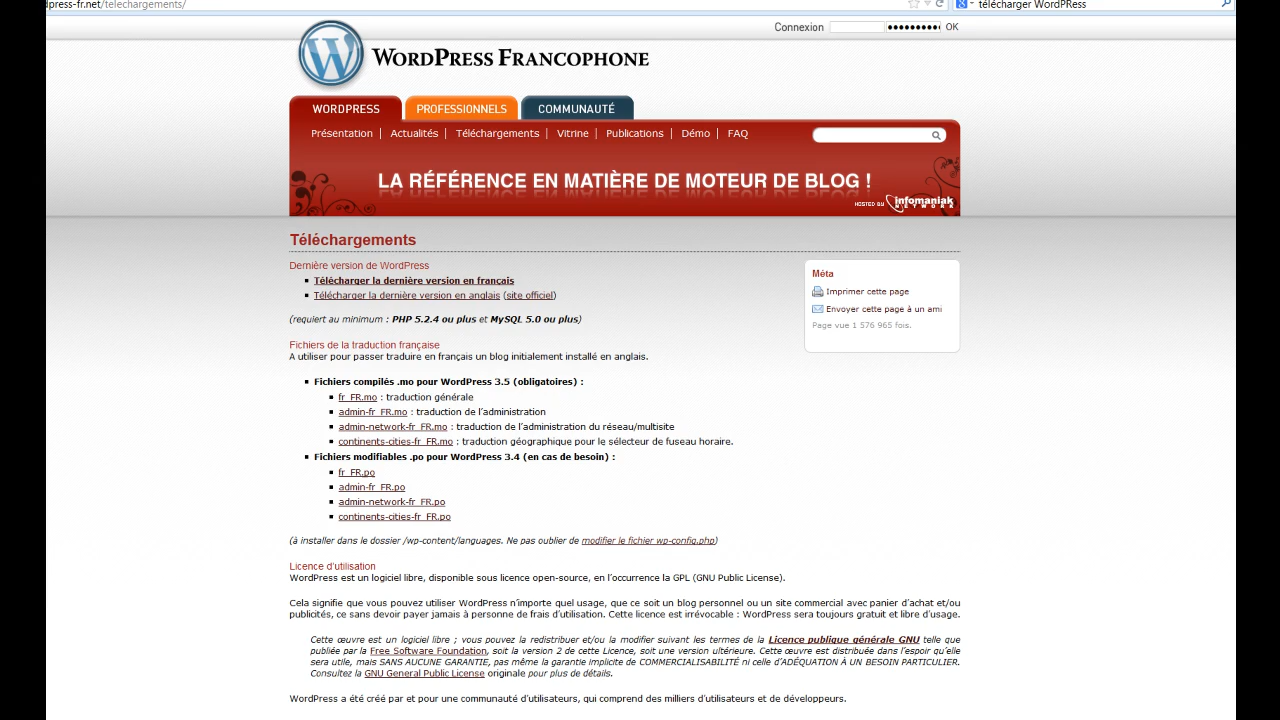 dpress-fr.net/telechargements/
télécharger WordPRess
Connexion OK
WORDPRESS FRANCOPHONE
WORDPRESS PROFESSIONNELS COMMUNAUTÉ
Présentation | Actualités | Téléchargements | Vitrine | Publications | Démo | FAQ
LA RÉFÉRENCE EN MATIÈRE DE MOTEUR DE BLOG !
HOSTED BY infomaniak
NETWORK
Téléchargements
Dernière version de WordPress
Télécharger la dernière version en français
Télécharger la dernière version en anglais (site officiel)
(requiert au minimum : PHP 5.2.4 ou plus et MySQL 5.0 ou plus)
Méta
Imprimer cette page
Envoyer cette page à un ami
Page vue 1 576 965 fois.
Fichiers de la traduction française
A utiliser pour passer traduire en français un blog initialement installé en anglais.
Fichiers compilés .mo pour WordPress 3.5 (obligatoires) :
fr_FR.mo : traduction générale
admin-fr_FR.mo : traduction de l'administration
admin-network-fr_FR.mo : traduction de l'administration du réseau/multisite
continents-cities-fr_FR.mo : traduction géographique pour le sélecteur de fuseau horaire.
Fichiers modifiables .po pour WordPress 3.4 (en cas de besoin) :
fr_FR.po
admin-fr_FR.po
admin-network-fr_FR.po
continents-cities-fr_FR.po
(à installer dans le dossier /wp-content/languages. Ne pas oublier de modifier le fichier wp-config.php)
Licence d'utilisation
WordPress est un logiciel libre, disponible sous licence open-source, en l'occurrence la GPL (GNU Public License).
Cela signifie que vous pouvez utiliser WordPress n'importe quel usage, que ce soit un blog personnel ou un site commercial avec panier d'achat et/ou
publicités, ce sans devoir payer jamais à personne de frais d'utilisation. Cette licence est irrévocable : WordPress sera toujours gratuit et libre d'usage.
Cette œuvre est un logiciel libre ; vous pouvez la redistribuer et/ou la modifier suivant les termes de la Licence publique générale GNU telle que
publiée par la Free Software Foundation, soit la version 2 de cette Licence, soit une version ultérieure. Cette œuvre est distribuée dans l'espoir qu'elle
sera utile, mais SANS AUCUNE GARANTIE, pas même la garantie implicite de COMMERCIALISABILITÉ ni celle d'ADÉQUATION À UN BESOIN PARTICULIER.
Consultez la GNU General Public License originale pour plus de détails.
WordPress a été créé par et pour une communauté d'utilisateurs, qui comprend des milliers d'utilisateurs et de développeurs.